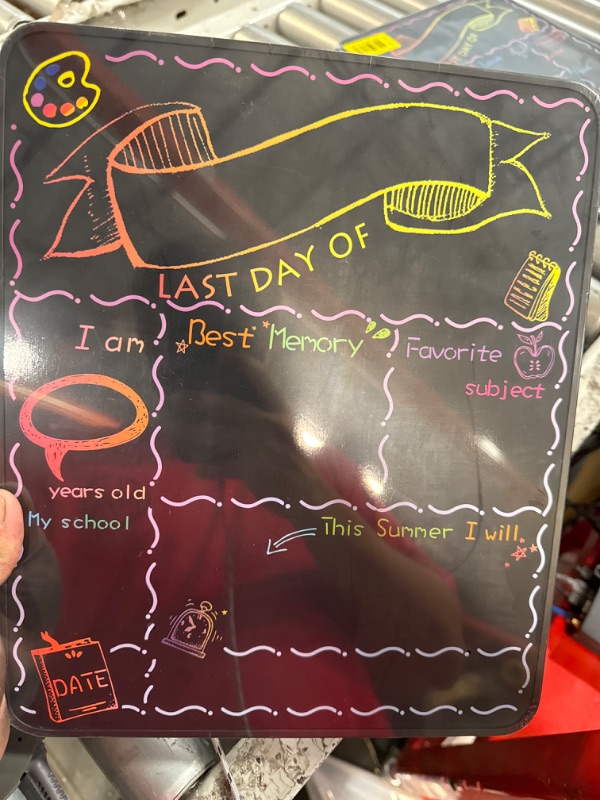 LAST DAY OF
I am
Best Memory
Favorite
subject
years old
My school
This Summer I will
DATE